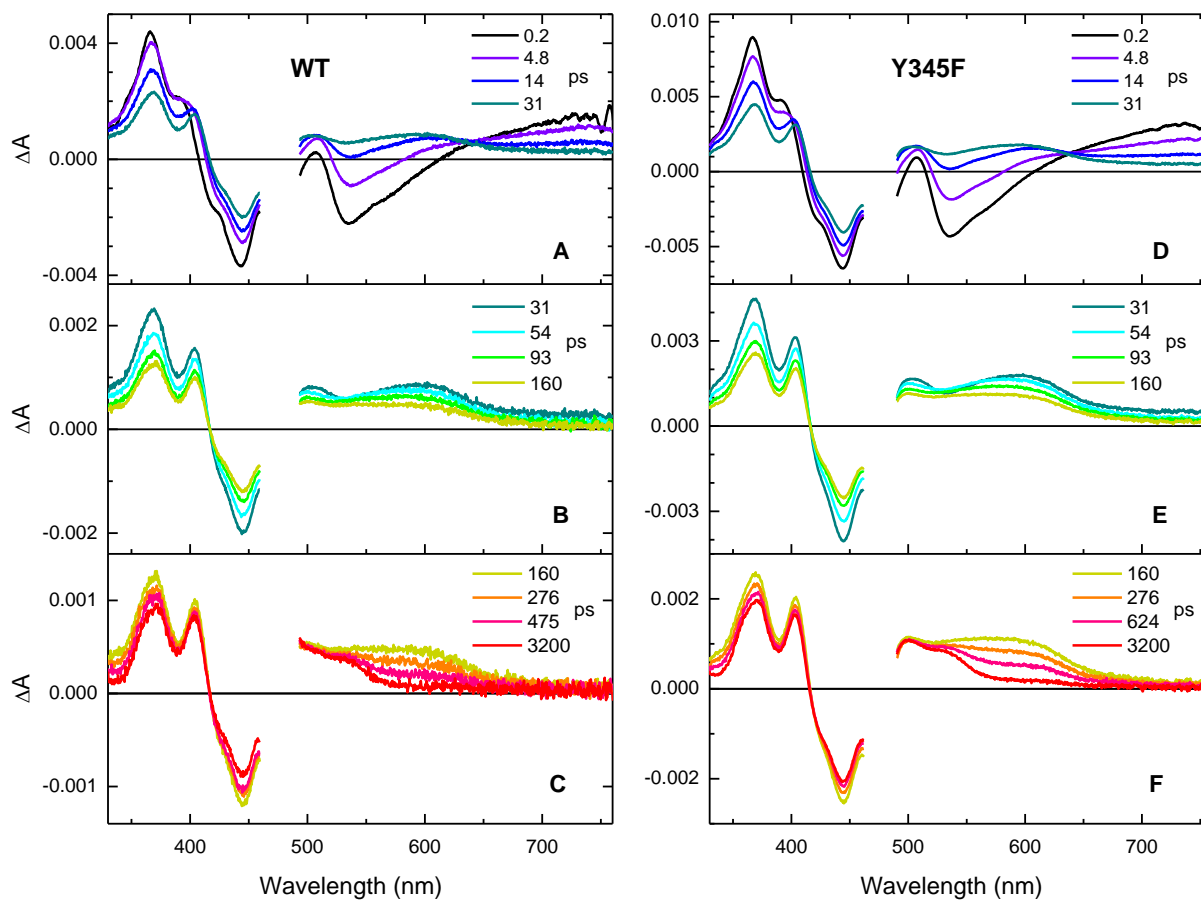 WT
0.2
4.8
14
31
ps
0.004
0.000
-0.004
ΔA
A
Y345F
0.2
4.8
14
31
ps
0.010
0.005
0.000
-0.005
D
31
54
93
160
ps
0.002
0.000
-0.002
B
31
54
93
160
ps
0.003
0.000
-0.003
E
160
276
475
3200
ps
0.001
0.000
-0.001
ΔA
C
400 500 600 700
Wavelength (nm)
160
276
624
3200
ps
0.002
0.000
-0.002
F
400 500 600 700
Wavelength (nm)